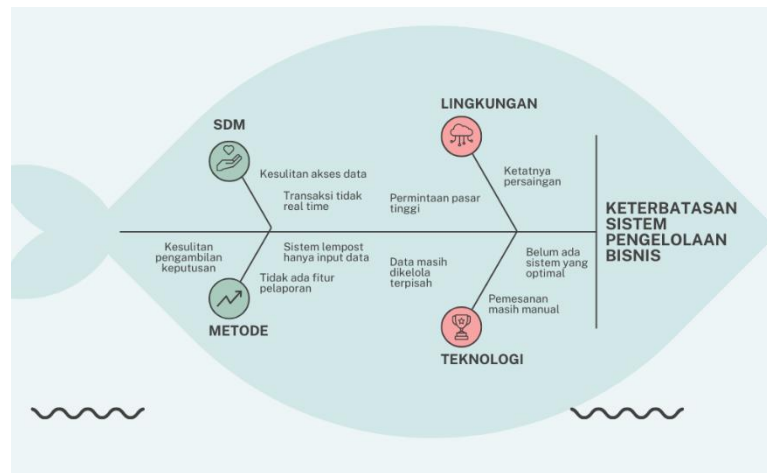 LINGKUNGAN
SDM
Kesulitan akses data
Ketatnya
persaingan
Transaksi tidak
real time
Permintaan pasar
tinggi
KETERBATASAN
SISTEM
PENGELOLAAN
BISNIS
Kesulitan
pengambilan
keputusan
Sistem lempost
hanya input data
Tidak ada fitur
pelaporan
Data masih
dikelola
terpisah
Belum ada
sistem yang
optimal
Pemesanan
masih manual
METODE
TEKNOLOGI